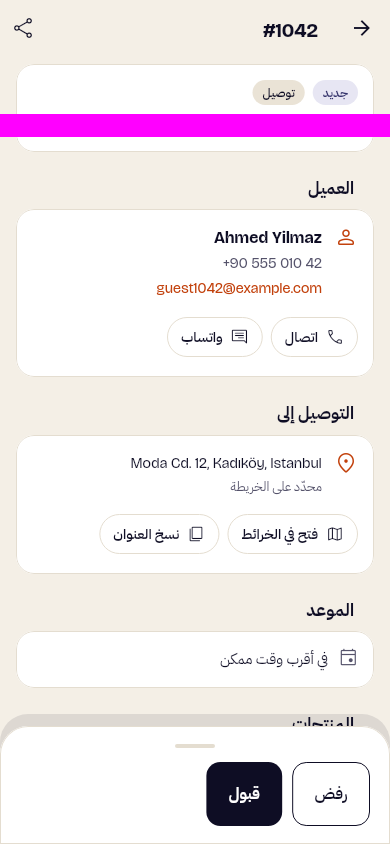 #1042
جديد
توصيل
العميل
Ahmed Yilmaz
+90 555 010 42
guest1042@example.com
اتصال
واتساب
التوصيل إلى
Moda Cd. 12, Kadıköy, Istanbul
محدّد على الخريطة
فتح في الخرائط
نسخ العنوان
الموعد
في أقرب وقت ممكن
المنتجات
رفض
قبول